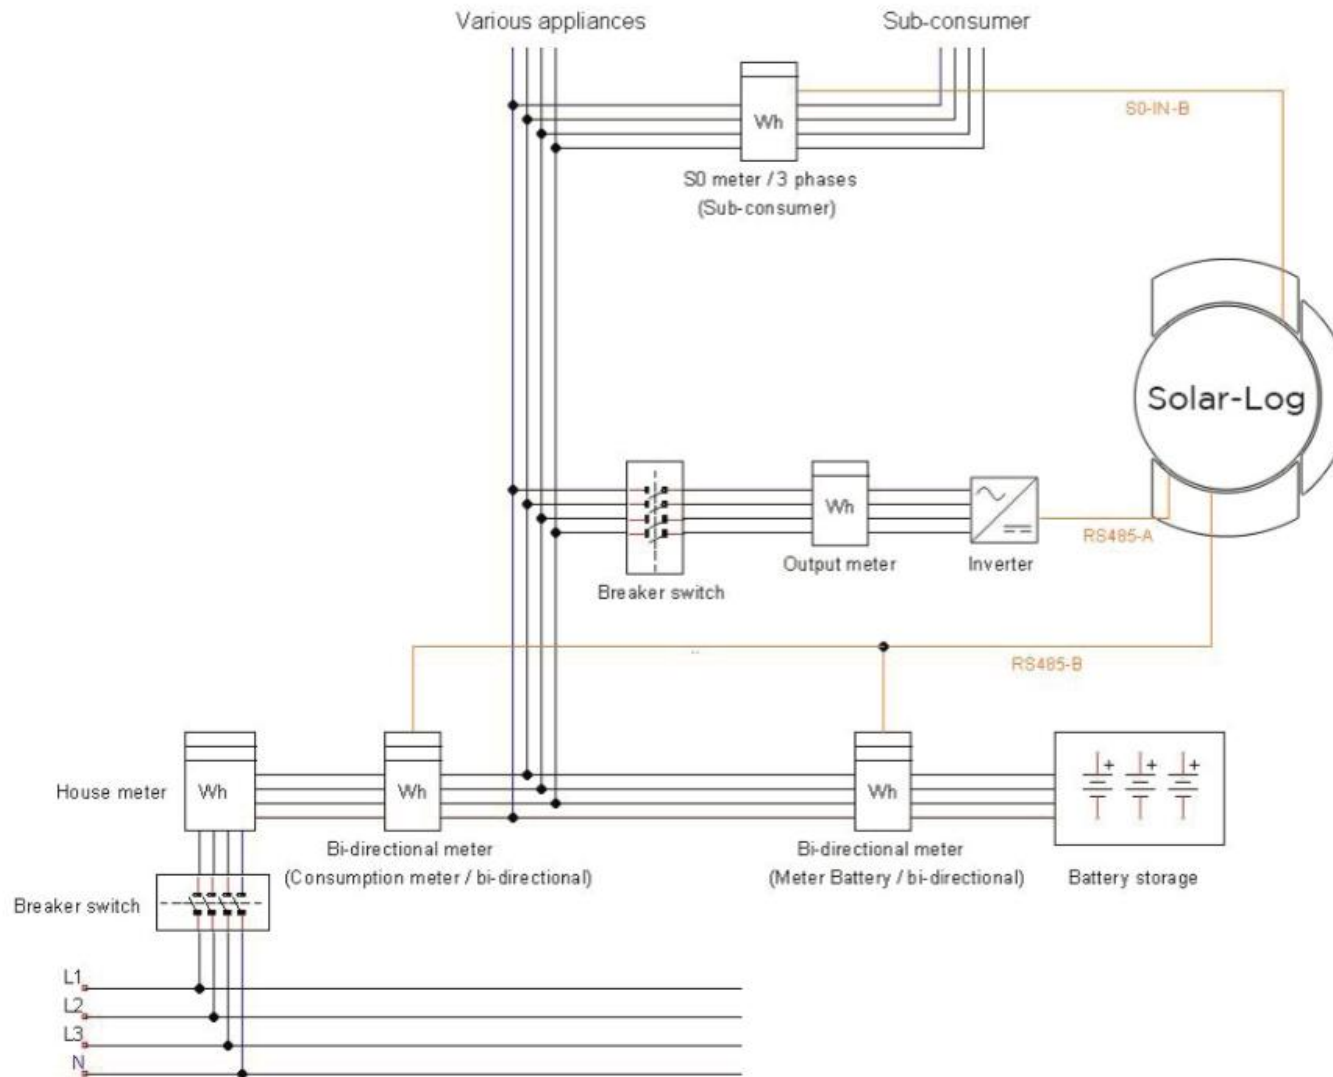 Various appliances
Sub-consumer
S0-IN-B
Wh
S0 meter / 3 phases
(Sub-consumer)
Solar-Log
Wh
RS485-A
Output meter
Inverter
Breaker switch
RS485-B
House meter
Wh
Wh
Wh
+
+
+
Bi-directional meter
(Consumption meter / bi-directional)
Bi-directional meter
(Meter Battery / bi-directional)
Battery storage
Breaker switch
L1
L2
L3
N